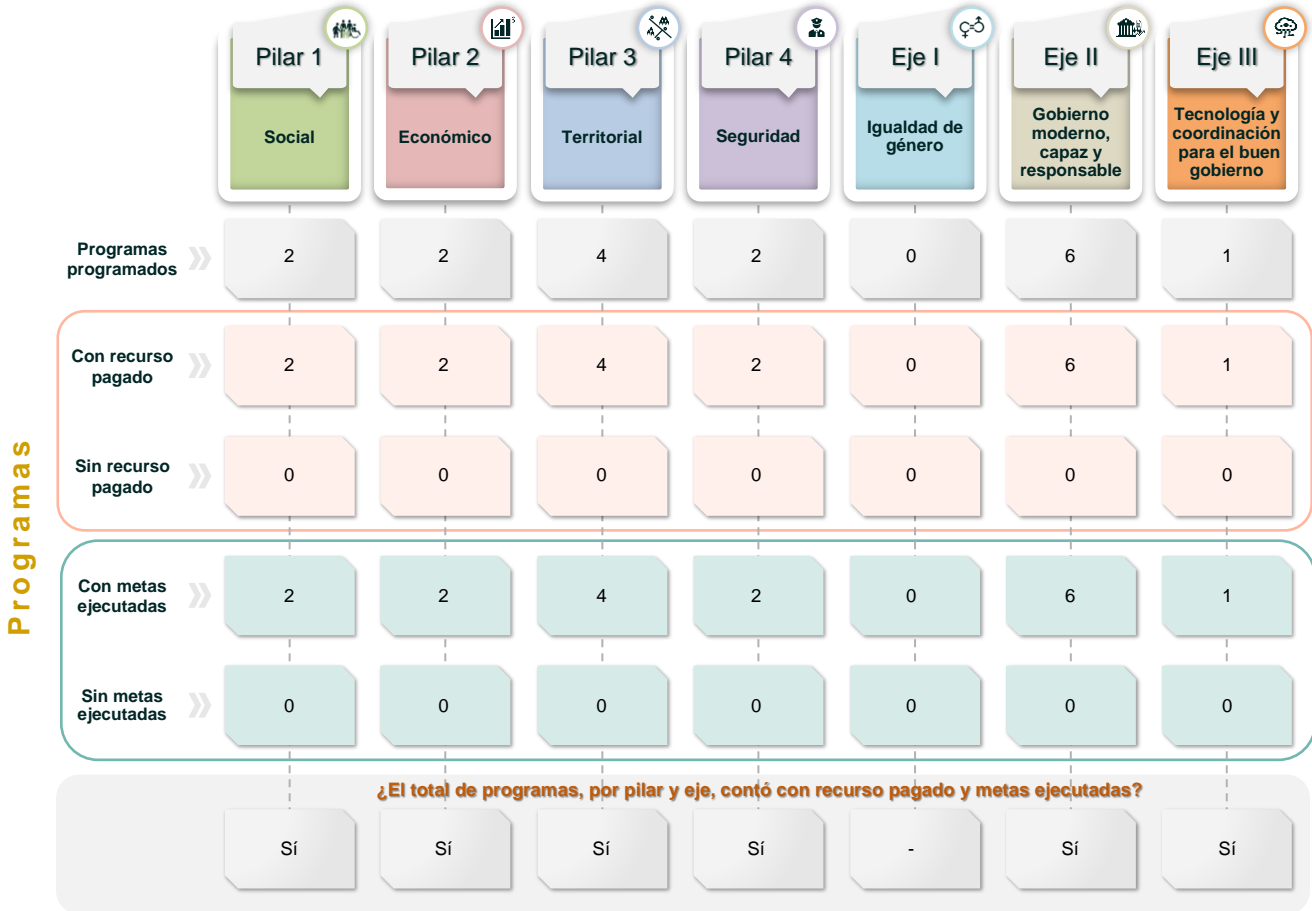 Pilar 1
Pilar 2
Pilar 3
Pilar 4
Eje I
Eje II
Eje III
Social
Económico
Territorial
Seguridad
Igualdad de
género
Gobierno
moderno,
capaz y
responsable
Tecnología y
coordinación
para el buen
gobierno
Programas
Programas
programados
2 2 4 2 0 6 1
Con recurso
pagado
2 2 4 2 0 6 1
Sin recurso
pagado
0 0 0 0 0 0 0
Con metas
ejecutadas
2 2 4 2 0 6 1
Sin metas
ejecutadas
0 0 0 0 0 0 0
¿El total de programas, por pilar y eje, contó con recurso pagado y metas ejecutadas?
Sí Sí Sí Sí - Sí Sí